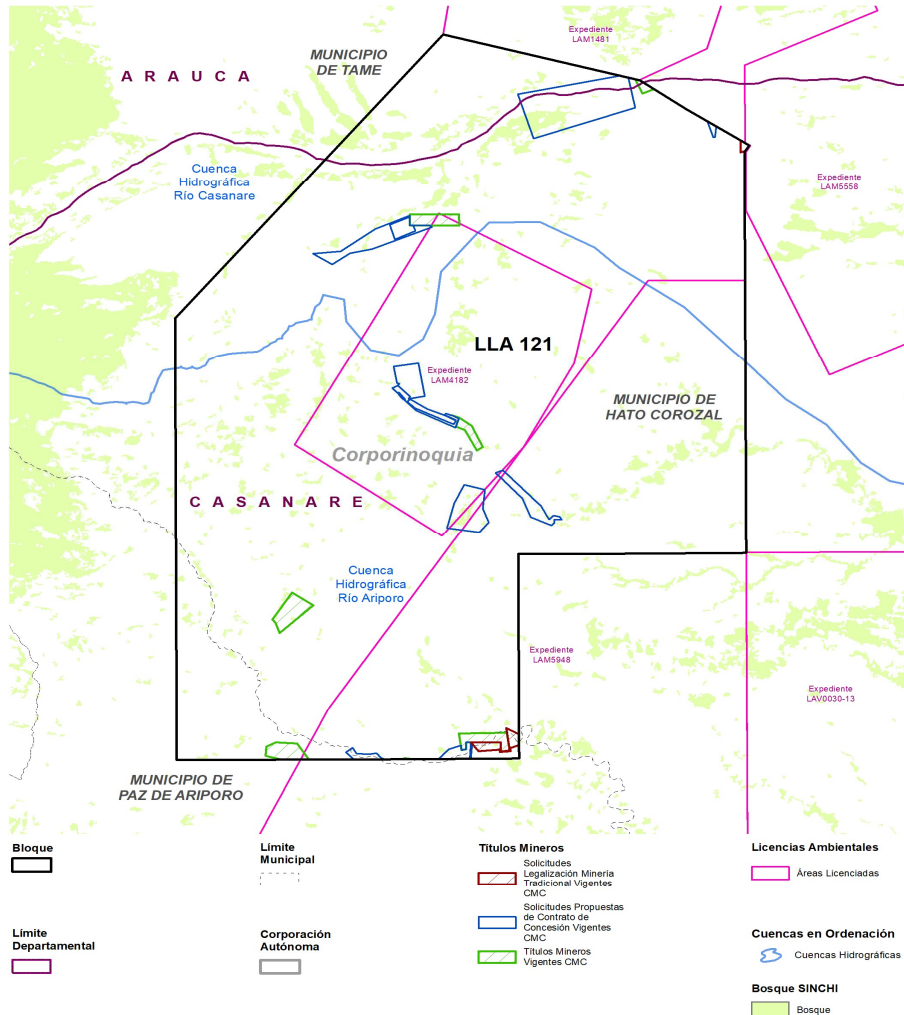 Expediente
LAM1481
MUNICIPIO
DE TAME
A R A U C A
Cuenca
Hidrográfica
Río Casanare
Expediente
LAM5558
LLA 121
Expediente
LAM4182
MUNICIPIO DE
HATO COROZAL
Corporinoquia
C A S A N A R E
Cuenca
Hidrográfica
Río Ariporo
Expediente
LAM5948
Expediente
LAV0030-13
MUNICIPIO DE
PAZ DE ARIPORO
Bloque
Límite
Departamental
Límite
Municipal
Corporación
Autónoma
Títulos Mineros
Solicitudes
Legalización Minería
Tradicional Vigentes
CMC
Solicitudes Propuestas
de Contrato de
Concesión Vigentes
CMC
Títulos Mineros
Vigentes CMC
Licencias Ambientales
Áreas Licenciadas
Cuencas en Ordenación
Cuencas Hidrográficas
Bosque SINCHI
Bosque